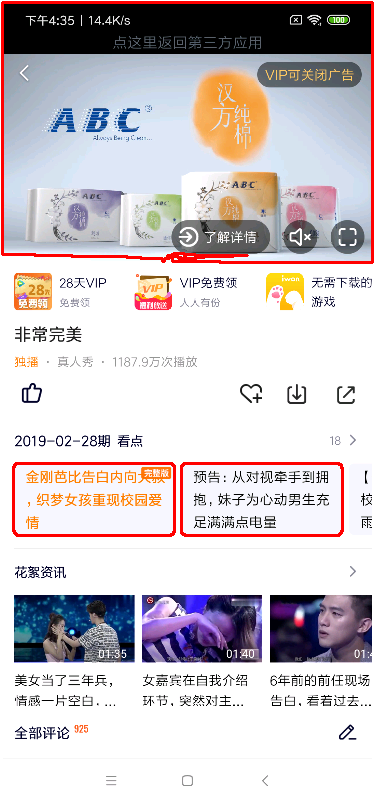 下午4:35 | 14.4K/s
100
点这里返回第三方应用
VIP可关闭广告
ABC
Always Being Clean...
汉方
纯棉
ABC
了解详情
28天
免费领
28天VIP
免费领
VIP
VIP免费领
人人有份
无需下载的
游戏
非常完美
独播 · 真人秀 · 1187.9万次播放
2019-02-28期 看点
18
金刚芭比告白内向大叔
完整版
,织梦女孩重现校园爱
情
预告:从对视牵手到拥
抱,妹子为心动男生充
足满满点电量
【
校
雨
花絮资讯
01:35
01:40
美女当了三年兵,
情感一片空白,...
女嘉宾在自我介绍
环节,突然对主...
6年前的前任现场
告白,看着过去...
全部评论 925